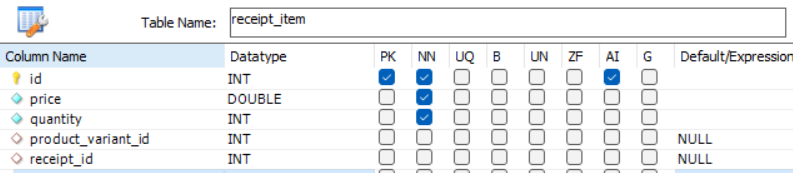 Table Name: receipt_item
Column Name Datatype PK NN UQ B UN ZF AI G Default/Expression
id INT
price DOUBLE
quantity INT
product_variant_id INT NULL
receipt_id INT NULL